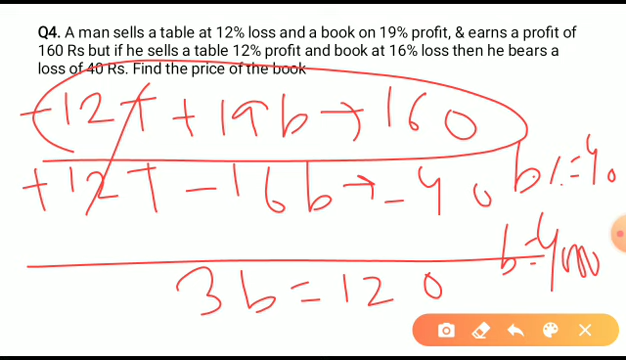 Q4. A man sells a table at 12% loss and a book on 19% profit, & earns a profit of
160 Rs but if he sells a table 12% profit and book at 16% loss then he bears a
loss of 40 Rs. Find the price of the book
-12T + 19b → 160
+12T - 16b → -40
3b = 120
b% = 40
b = 4000